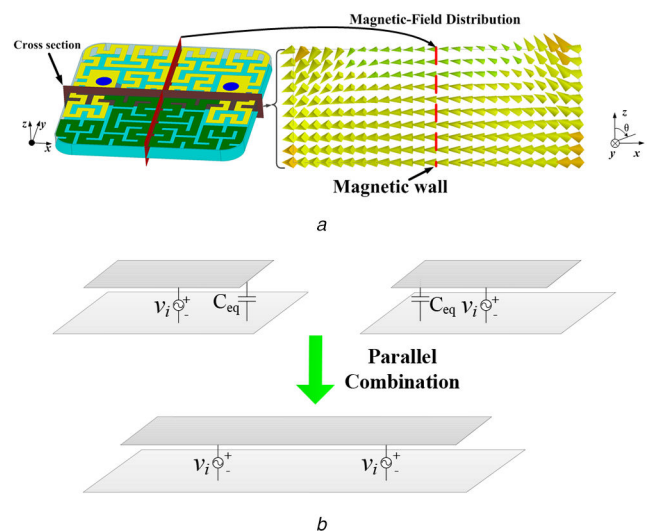 Magnetic-Field Distribution
Cross section
z y x
z θ y x
Magnetic wall
a
vi + - Ceq
Ceq vi + -
Parallel
Combination
vi + - vi + -
b